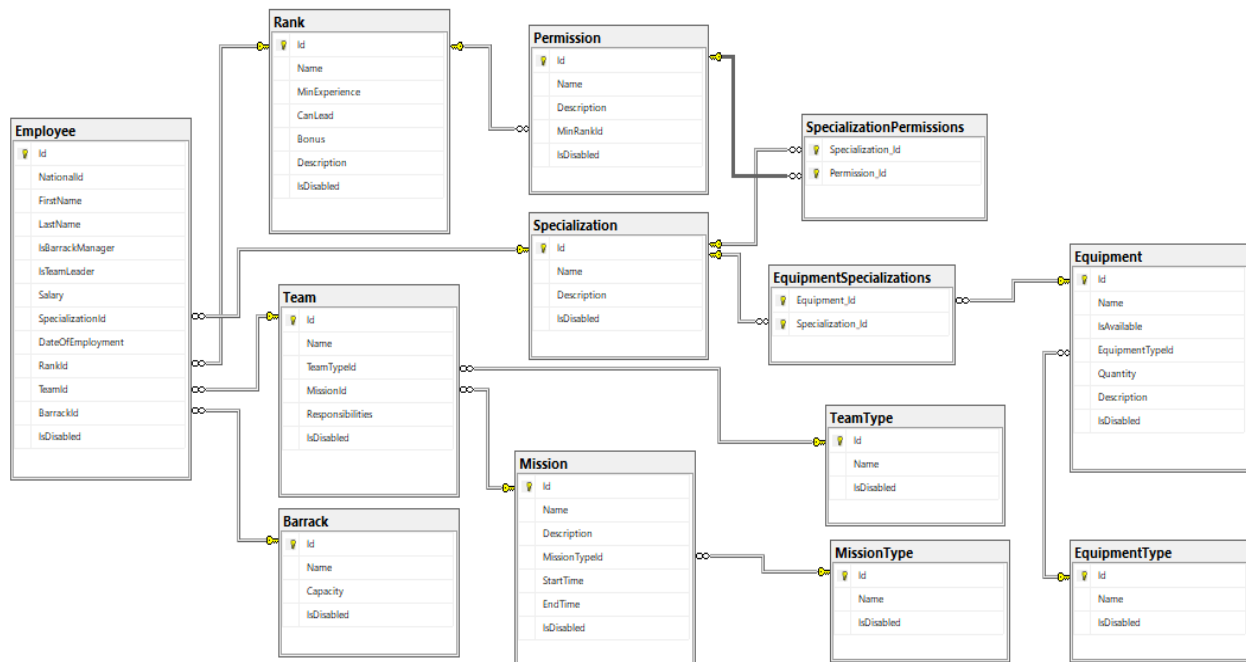 Employee
Id
NationalId
FirstName
LastName
IsBarrackManager
IsTeamLeader
Salary
SpecializationId
DateOfEmployment
RankId
TeamId
BarrackId
IsDisabled
Rank
Id
Name
MinExperience
CanLead
Bonus
Description
IsDisabled
Permission
Id
Name
Description
MinRankId
IsDisabled
SpecializationPermissions
Specialization_Id
Permission_Id
Specialization
Id
Name
Description
IsDisabled
EquipmentSpecializations
Equipment_Id
Specialization_Id
Equipment
Id
Name
IsAvailable
EquipmentTypeId
Quantity
Description
IsDisabled
Team
Id
Name
TeamTypeId
MissionId
Responsibilities
IsDisabled
TeamType
Id
Name
IsDisabled
Mission
Id
Name
Description
MissionTypeId
StartTime
EndTime
IsDisabled
Barrack
Id
Name
Capacity
IsDisabled
MissionType
Id
Name
IsDisabled
EquipmentType
Id
Name
IsDisabled